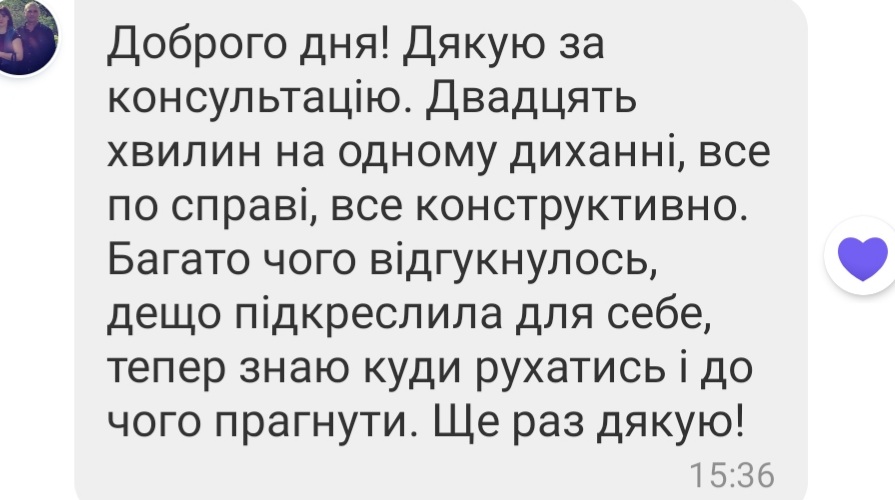 Доброго дня! Дякую за
консультацію. Двадцять
хвилин на одному диханні, все
по справі, все конструктивно.
Багато чого відгукнулось,
дещо підкреслила для себе,
тепер знаю куди рухатись і до
чого прагнути. Ще раз дякую!
15:36